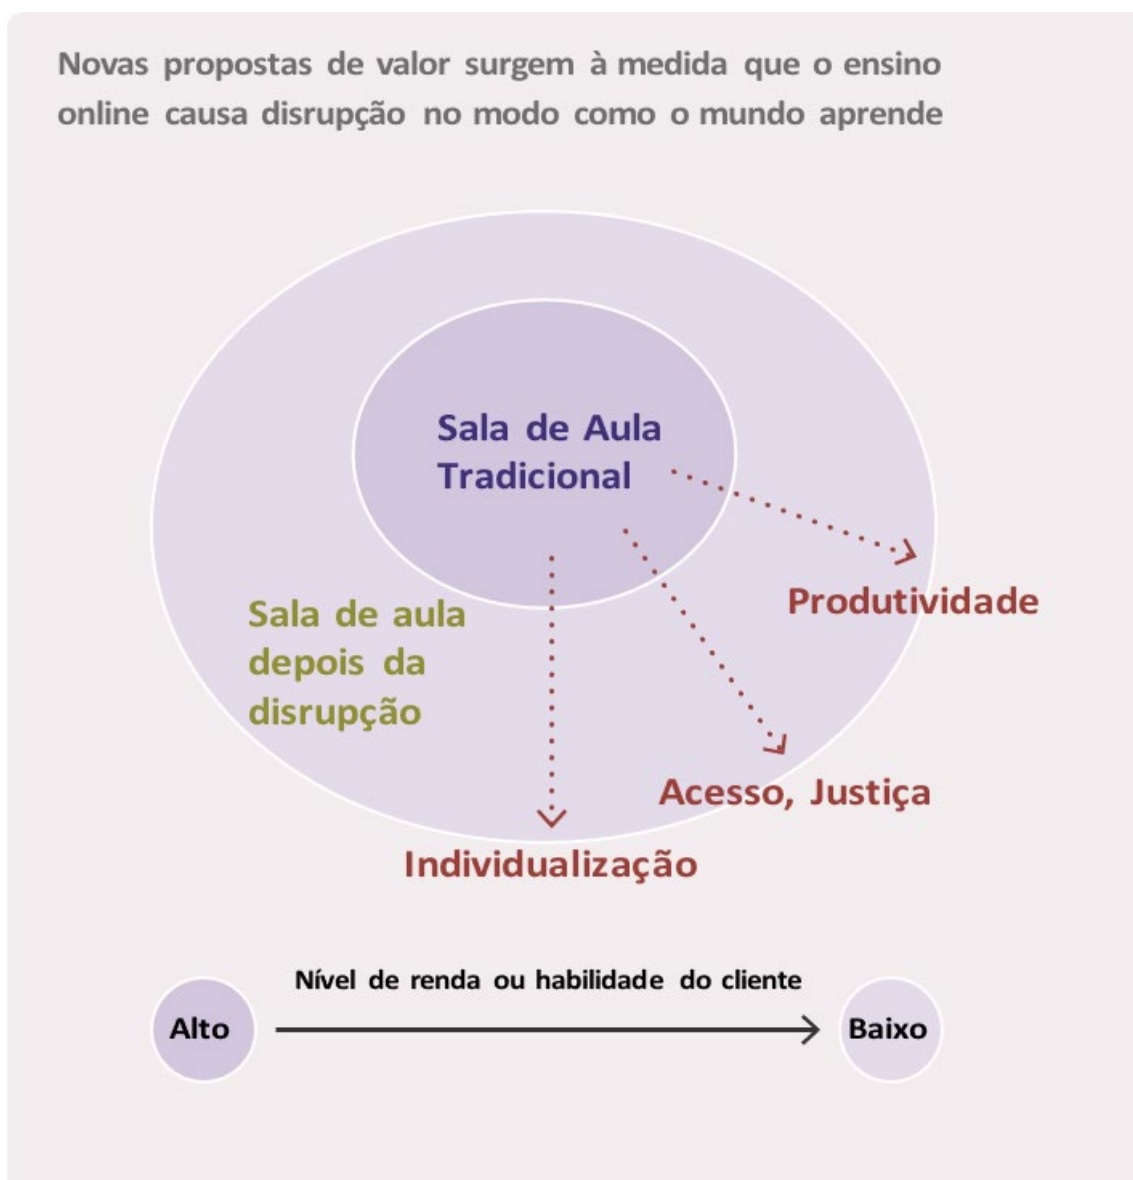 Novas propostas de valor surgem à medida que o ensino
online causa disrupção no modo como o mundo aprende
Sala de Aula
Tradicional
Produtividade
Sala de aula
depois da
disrupção
Acesso, Justiça
Individualização
Nível de renda ou habilidade do cliente
Alto
Baixo